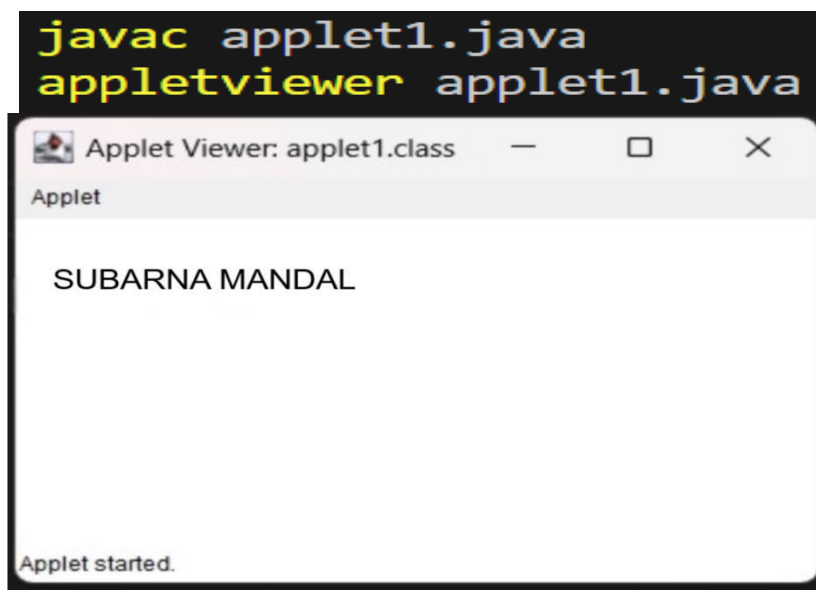 javac applet1.java
appletviewer applet1.java
Applet Viewer: applet1.class
Applet
SUBARNA MANDAL
Applet started.